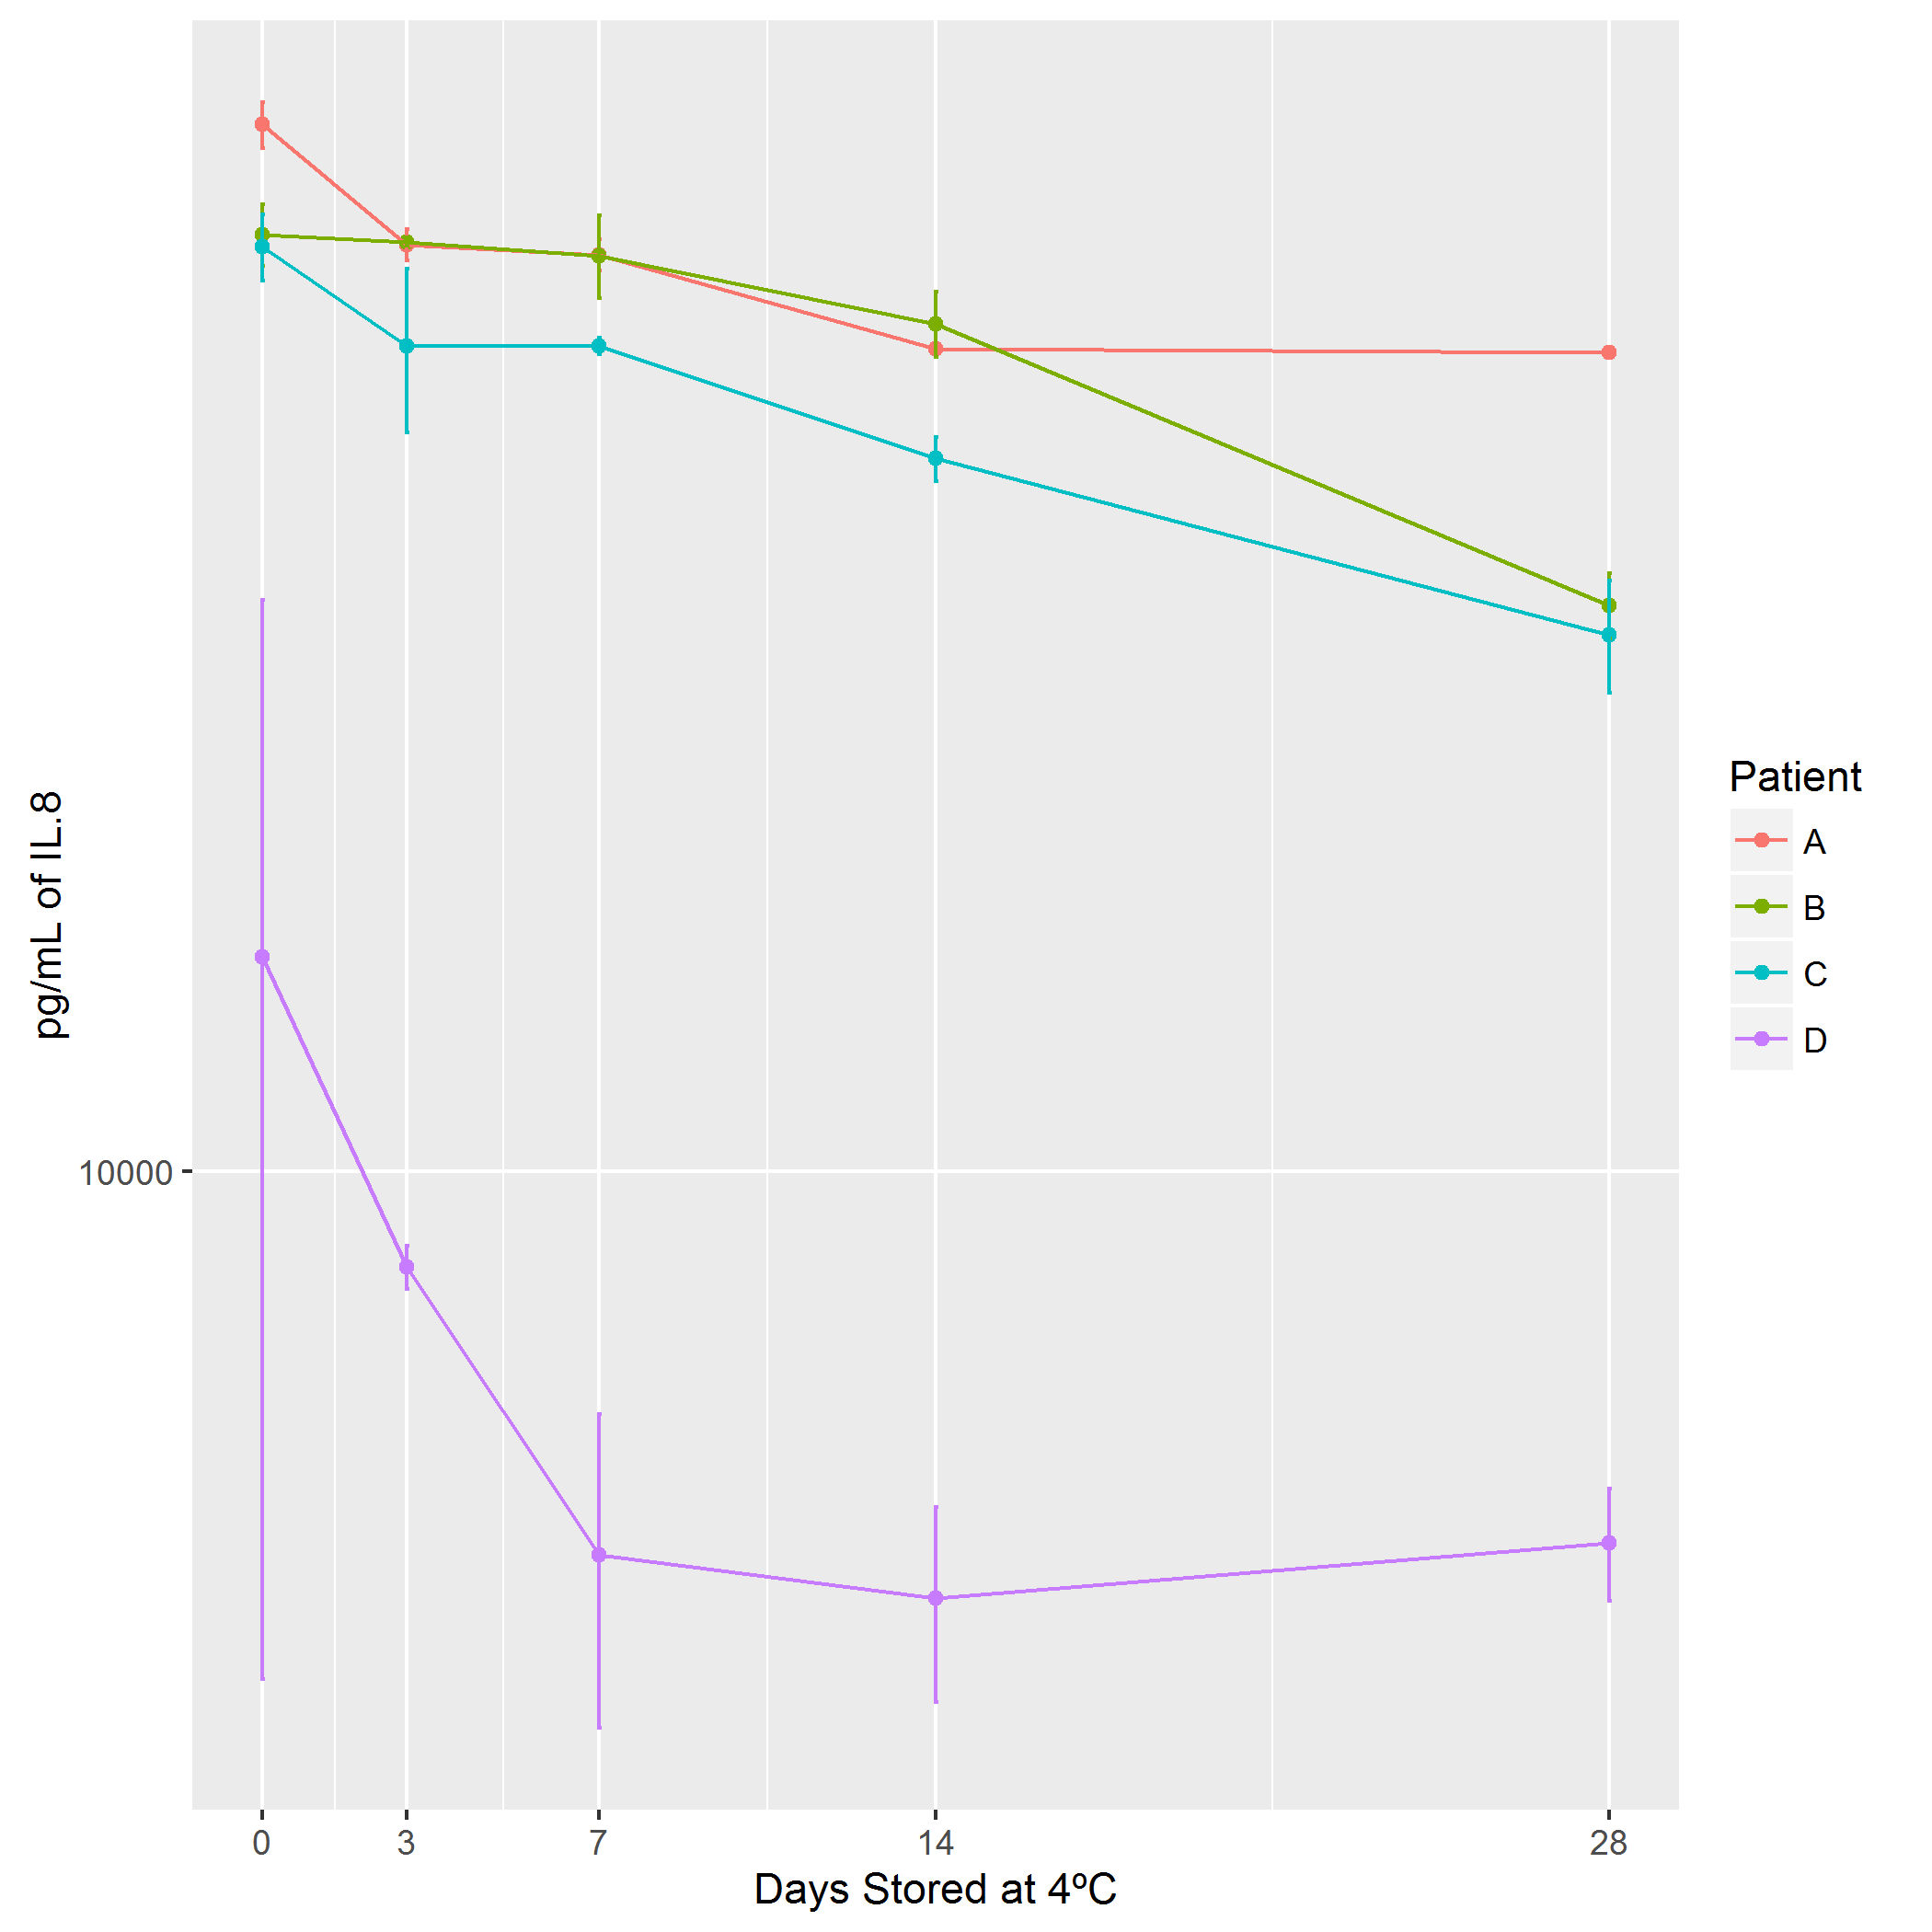 pg/mL of IL.8
10000
0 3 7 14 28
Days Stored at 4ºC
Patient
A
B
C
D